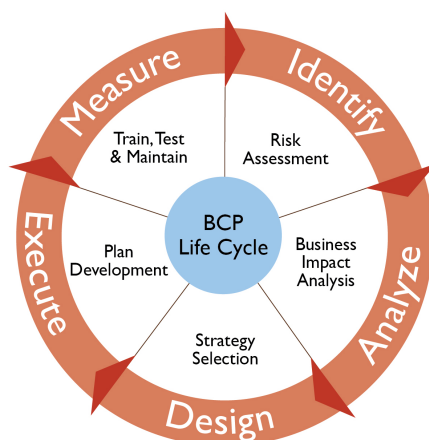 Measure
Identify
Train, Test
& Maintain
Risk
Assessment
BCP
Life Cycle
Execute
Plan
Development
Business
Impact
Analysis
Analyze
Strategy
Selection
Design